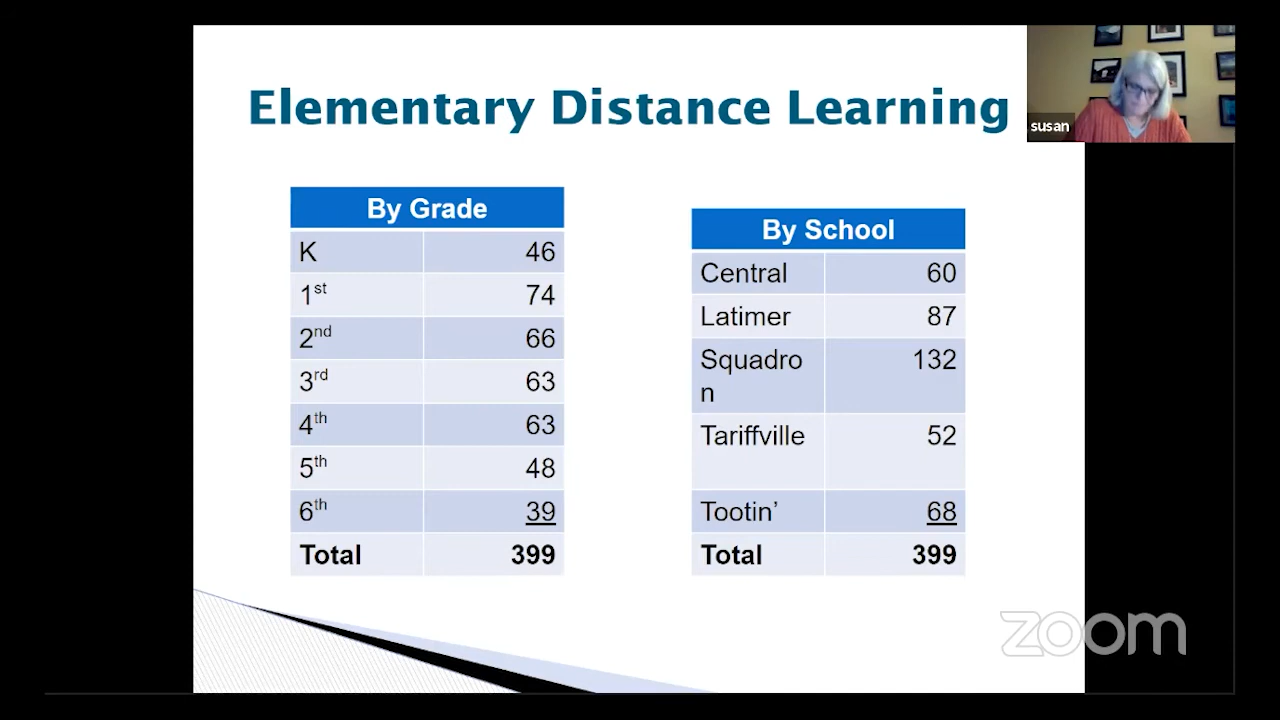 Elementary Distance Learning
susan
By Grade
K 46
1st 74
2nd 66
3rd 63
4th 63
5th 48
6th 39
Total 399
By School
Central 60
Latimer 87
Squadro 132
n
Tariffville 52
Tootin’ 68
Total 399
zoom